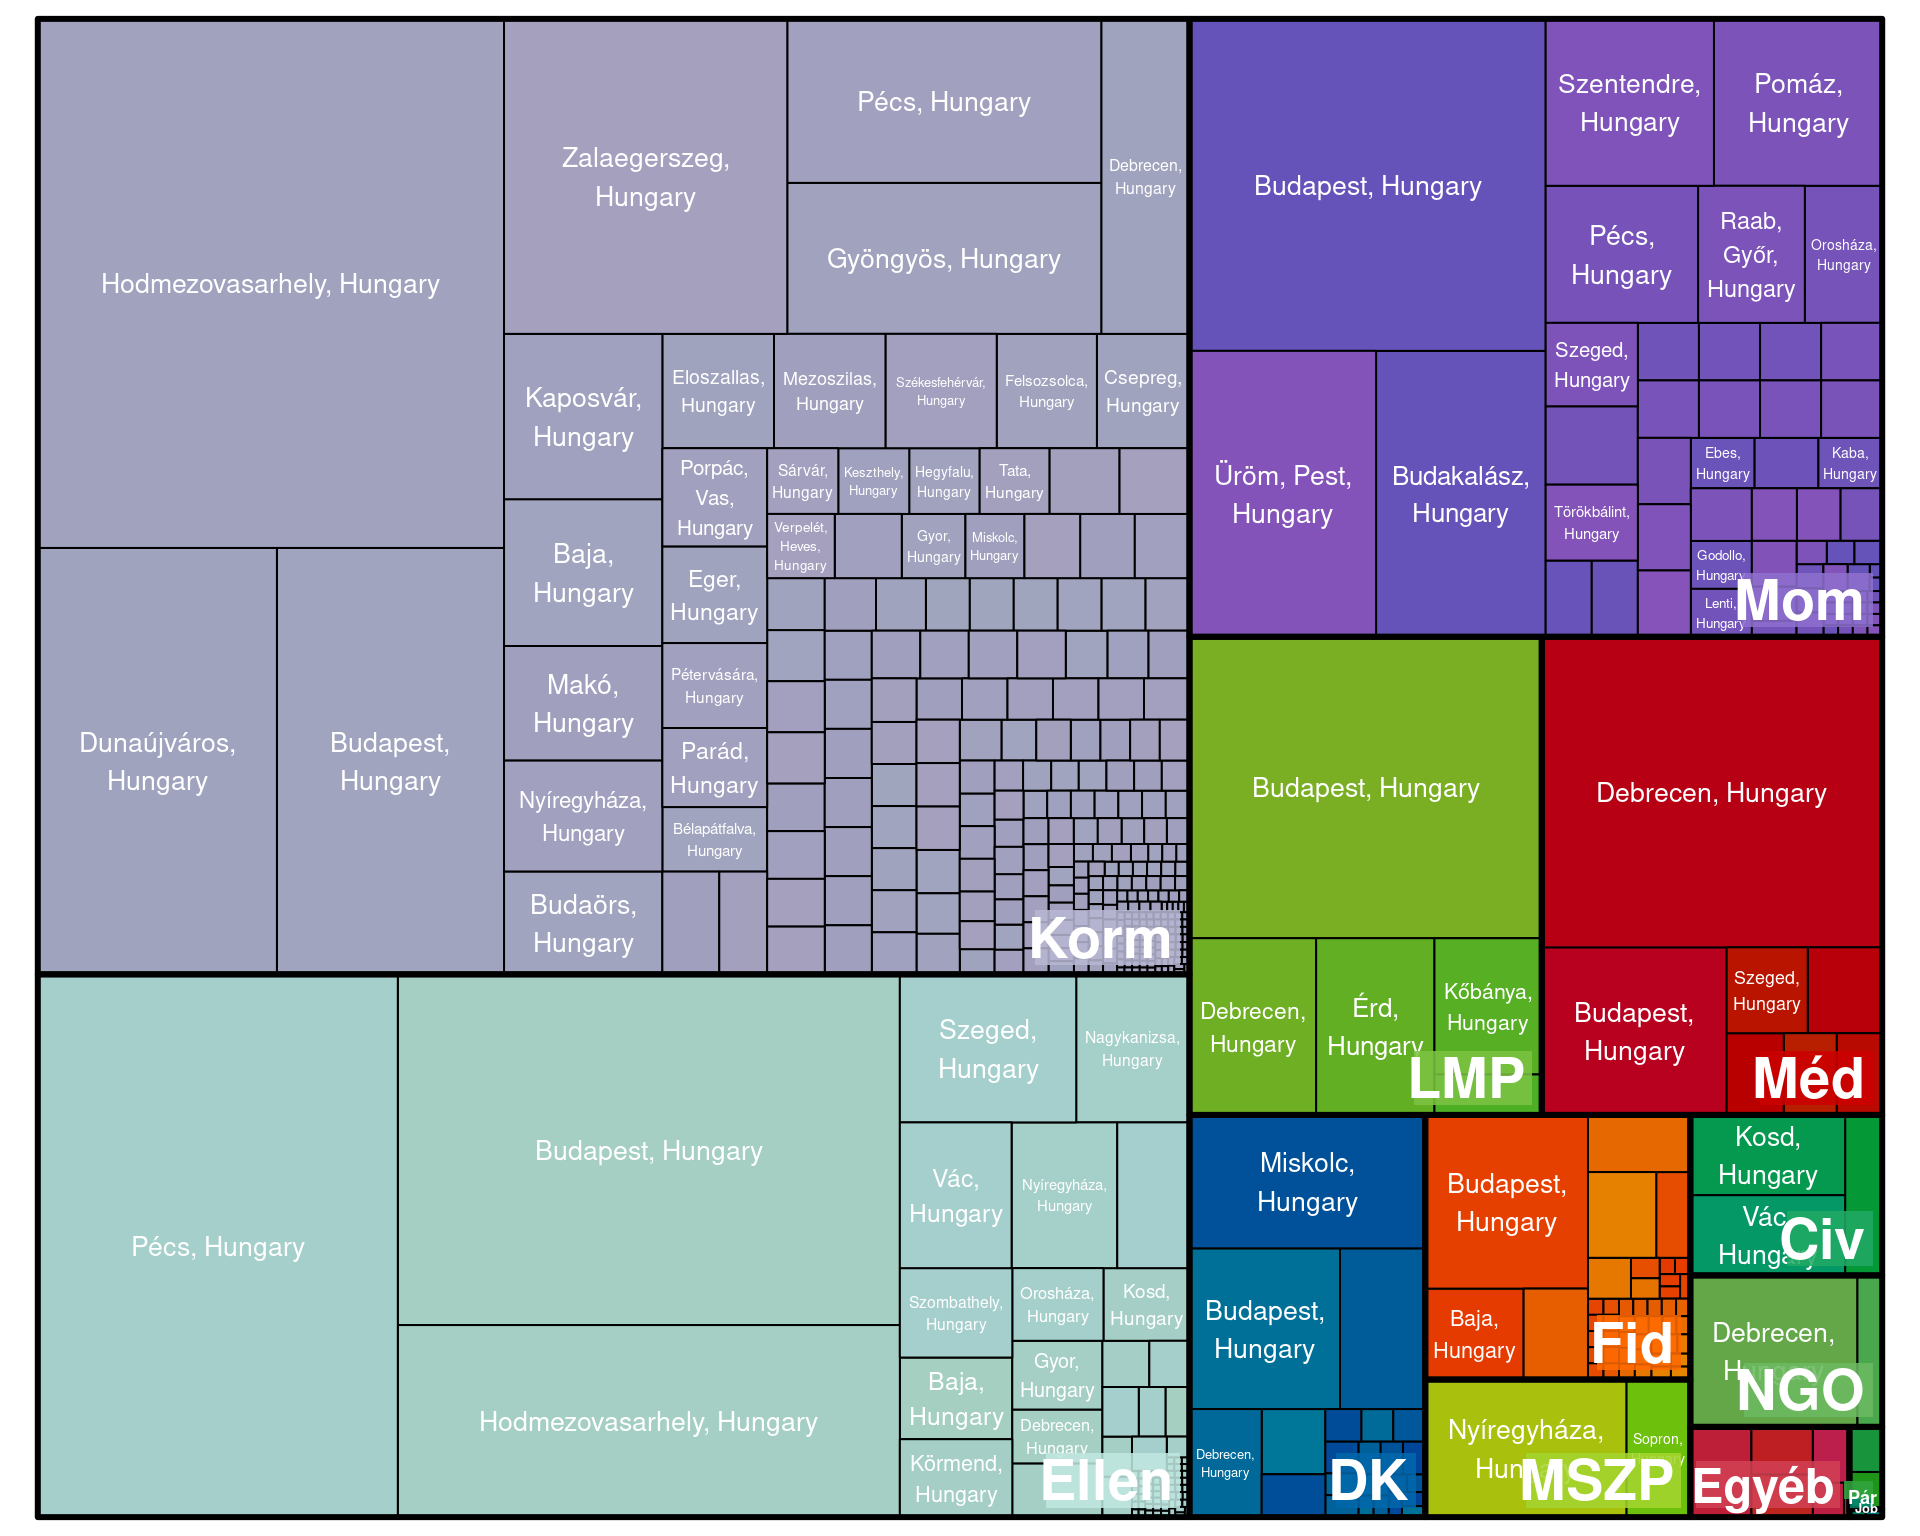 Hodmezovasarhely, Hungary
Dunaújváros,
Hungary
Budapest,
Hungary
Zalaegerszeg,
Hungary
Pécs, Hungary
Gyöngyös, Hungary
Debrecen,
Hungary
Kaposvár,
Hungary
Baja,
Hungary
Makó,
Hungary
Nyíregyháza,
Hungary
Budaörs,
Hungary
Eloszallas,
Hungary
Mezoszilas,
Hungary
Székesfehérvár,
Hungary
Felsozsolca,
Hungary
Csepreg,
Hungary
Porpác,
Vas,
Hungary
Eger,
Hungary
Pétervására,
Hungary
Parád,
Hungary
Bélapátfalva,
Hungary
Sárvár,
Hungary
Keszthely,
Hungary
Hegyfalu,
Hungary
Tata,
Hungary
Verpelét,
Heves,
Hungary
Gyor,
Hungary
Miskolc,
Hungary
Korm
Budapest, Hungary
Üröm, Pest,
Hungary
Budakalász,
Hungary
Szentendre,
Hungary
Pomáz,
Hungary
Pécs,
Hungary
Raab,
Győr,
Hungary
Orosháza,
Hungary
Szeged,
Hungary
Törökbálint,
Hungary
Ebes,
Hungary
Kaba,
Hungary
Godollo,
Hungary
Lenti,
Hungary
Mom
Pécs, Hungary
Budapest, Hungary
Hodmezovasarhely, Hungary
Szeged,
Hungary
Nagykanizsa,
Hungary
Vác,
Hungary
Nyíregyháza,
Hungary
Szombathely,
Hungary
Orosháza,
Hungary
Kosd,
Hungary
Baja,
Hungary
Gyor,
Hungary
Debrecen,
Hungary
Körmend,
Hungary
Ellen
Budapest, Hungary
Debrecen,
Hungary
Érd,
Hungary
Kőbánya,
Hungary
LMP
Debrecen, Hungary
Budapest,
Hungary
Szeged,
Hungary
Méd
Miskolc,
Hungary
Budapest,
Hungary
Debrecen,
Hungary
DK
Budapest,
Hungary
Baja,
Hungary
Fid
Kosd,
Hungary
Vác,
Hungary
Civ
Debrecen,
NGO
Nyíregyháza,
Sopron,
MSZP
Egyéb
Pár
Job